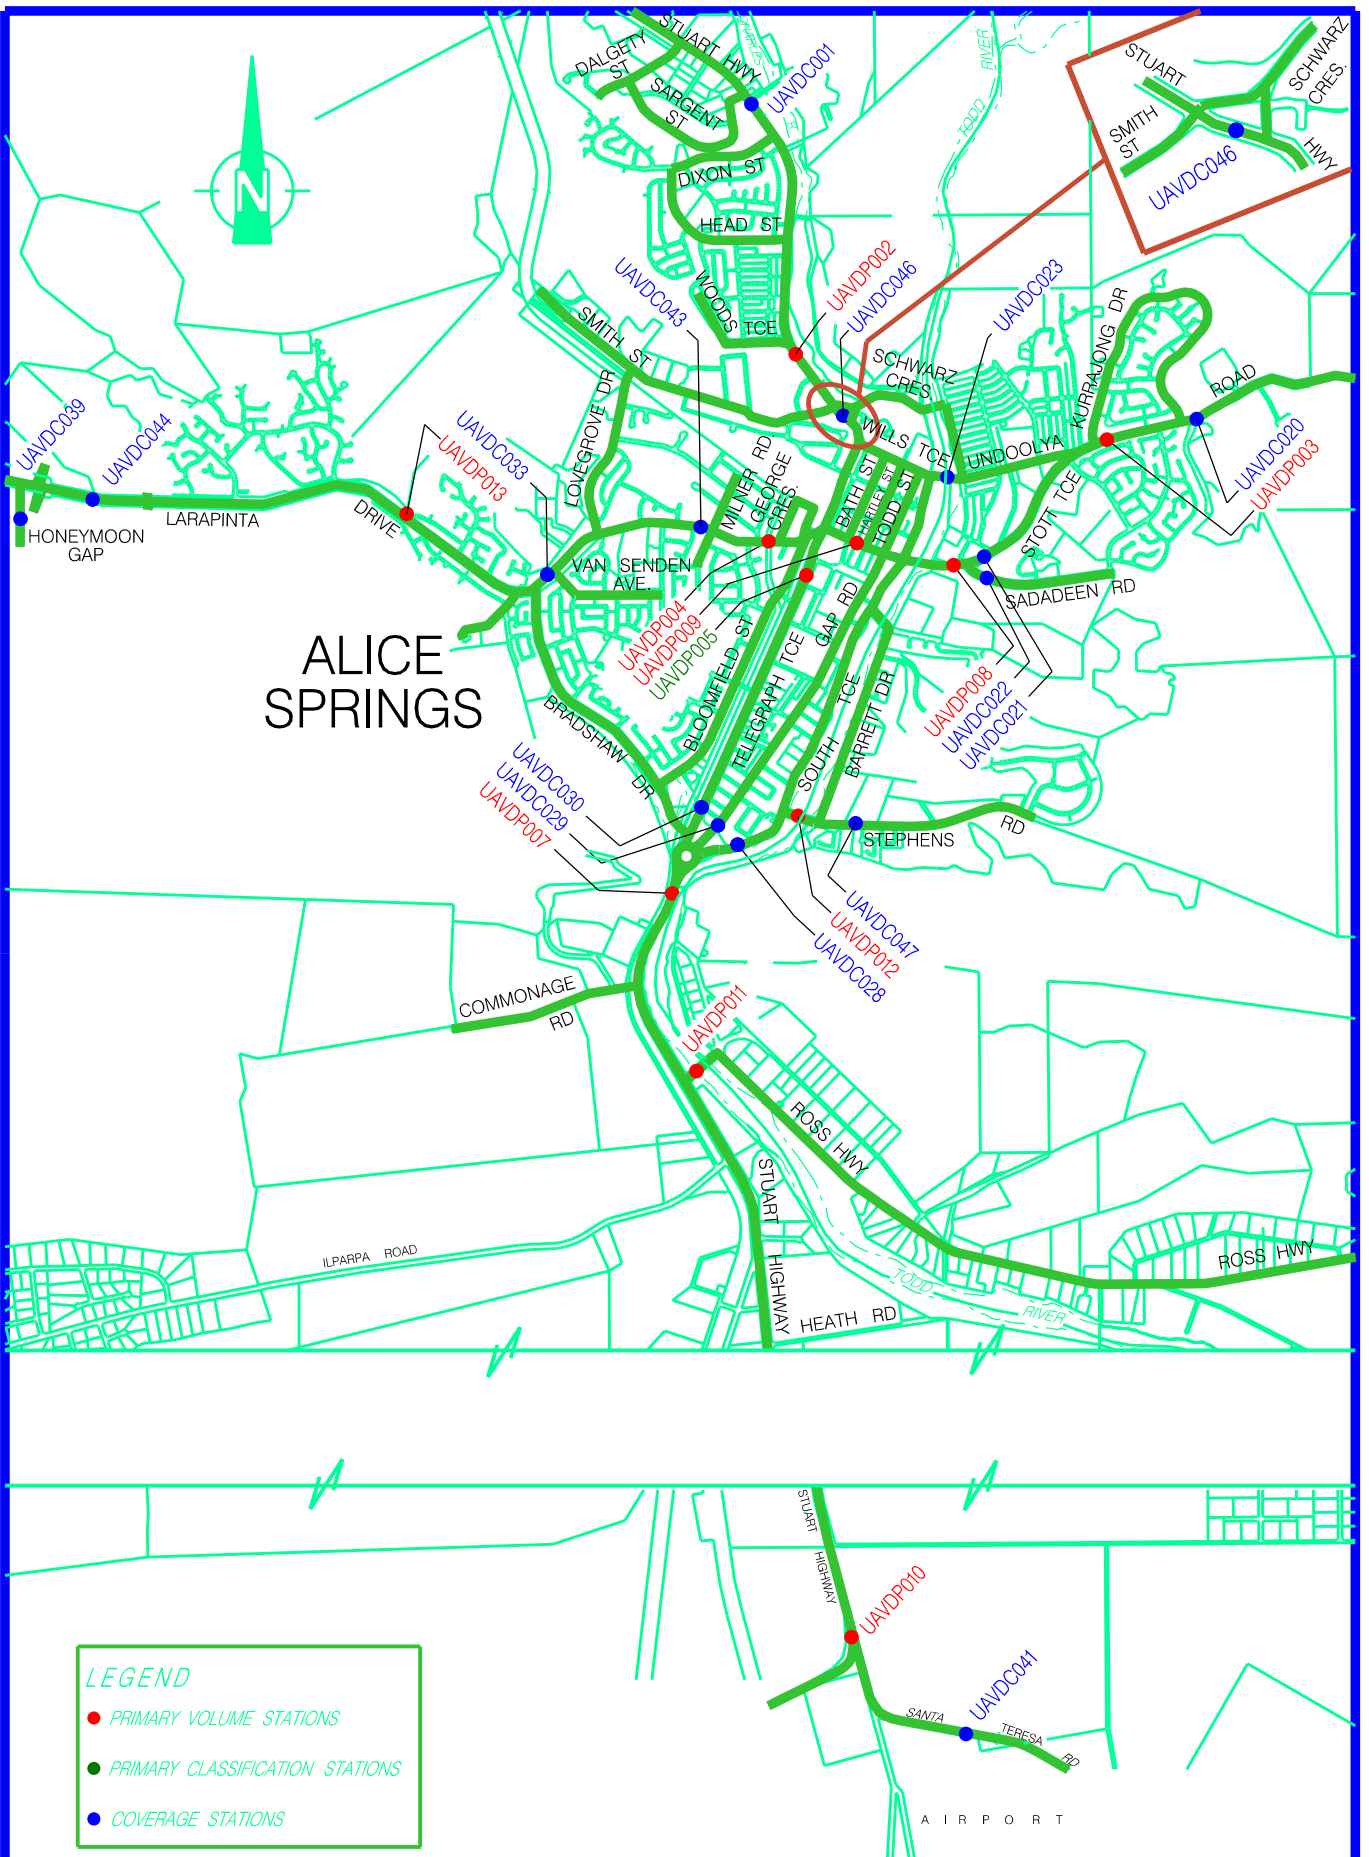 STUART HWY
DALGETY
ST
SARGENT
ST
CHARLES
R
UAVDC001
TODD
RIVER
STUART
SMITH
ST
SCHWARZ
CRES.
HWY
UAVDC046
DIXON ST
HEAD ST
WOODS
TCE
N
UAVDC043
UAVDP002
UAVDC046
UAVDC023
SMITH ST
SCHWARZ
CRES.
KURRAJONG DR
ROAD
UAVDC039
UAVDC044
UAVDC033
UAVDP013
LOVEGROVE DR
MILNER RD.
GEORGE
CRES.
WILLS TCE
BATH ST
HARTLEY ST
TODD ST
UNDOOLYA
UAVDC020
UAVDP003
STOTT TCE
LARAPINTA
DRIVE
HONEYMOON
GAP
VAN SENDEN
AVE.
SADADEEN RD
UAVDP004
UAVDP009
UAVDP005
ALICE
SPRINGS
GAP RD
BLOOMFIELD ST
TELEGRAPH TCE
SOUTH TCE
BARRETT DR
UAVDP008
UAVDC022
UAVDC021
BRADSHAW DR
UAVDC030
UAVDC029
UAVDP007
STEPHENS RD
UAVDC047
UAVDP012
UAVDC028
COMMONAGE
RD
UAVDP011
ROSS HWY
STUART
HIGHWAY
ILPARPA ROAD
ROSS HWY
TODD
RIVER
HEATH RD
STUART
HIGHWAY
UAVDP010
UAVDC041
SANTA
TERESA
RD
AIRPORT
LEGEND
PRIMARY VOLUME STATIONS
PRIMARY CLASSIFICATION STATIONS
COVERAGE STATIONS